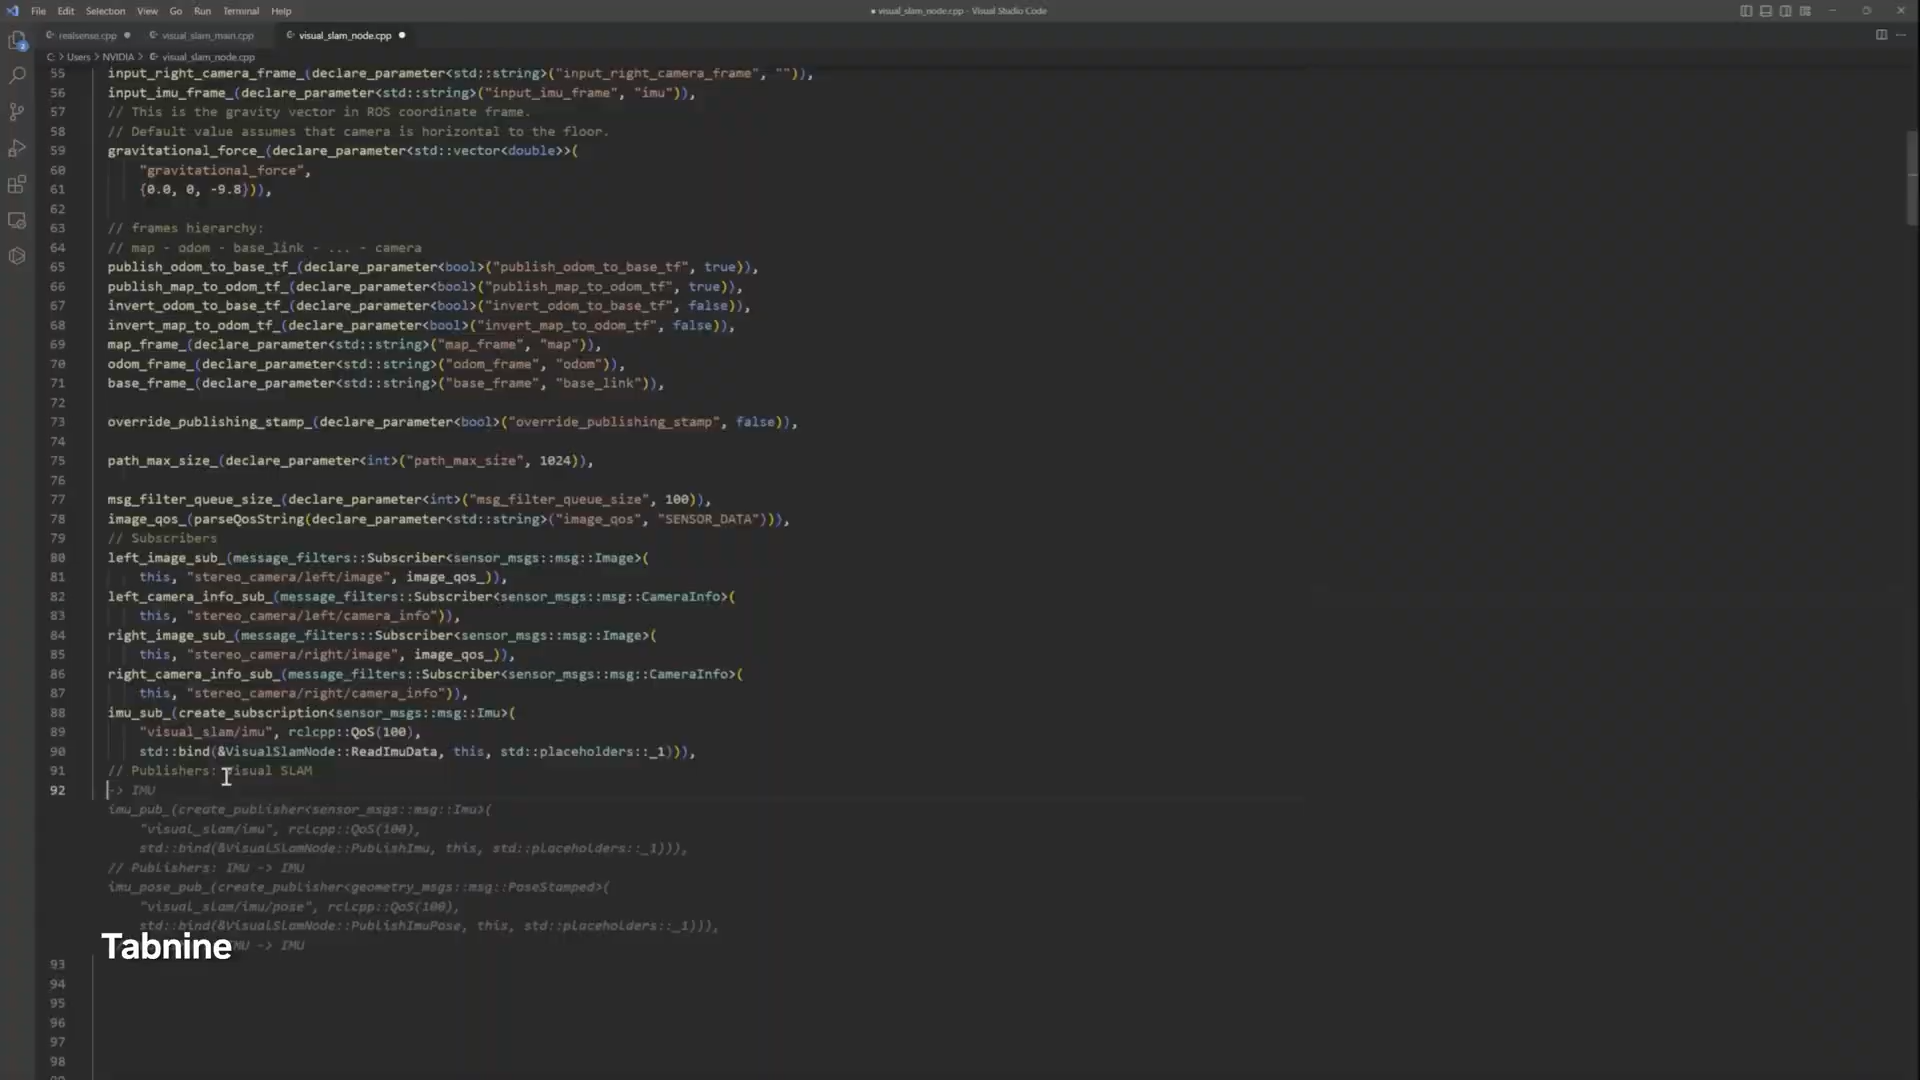 File Edit Selection View Go Run Terminal Help
● visual_slam_node.cpp - Visual Studio Code
realsense.cpp ● visual_slam_main.cpp visual_slam_node.cpp ●
C: > Users > NVIDIA > visual_slam_node.cpp
55 input_right_camera_frame_(declare_parameter<std::string>("input_right_camera_frame", "")),
56 input_imu_frame_(declare_parameter<std::string>("input_imu_frame", "imu")),
57 // This is the gravity vector in ROS coordinate frame.
58 // Default value assumes that camera is horizontal to the floor.
59 gravitational_force_(declare_parameter<std::vector<double>>(
60 "gravitational_force",
61 {0.0, 0, -9.8})),
62
63 // frames hierarchy:
64 // map - odom - base_link - ... - camera
65 publish_odom_to_base_tf_(declare_parameter<bool>("publish_odom_to_base_tf", true)),
66 publish_map_to_odom_tf_(declare_parameter<bool>("publish_map_to_odom_tf", true)),
67 invert_odom_to_base_tf_(declare_parameter<bool>("invert_odom_to_base_tf", false)),
68 invert_map_to_odom_tf_(declare_parameter<bool>("invert_map_to_odom_tf", false)),
69 map_frame_(declare_parameter<std::string>("map_frame", "map")),
70 odom_frame_(declare_parameter<std::string>("odom_frame", "odom")),
71 base_frame_(declare_parameter<std::string>("base_frame", "base_link")),
72
73 override_publishing_stamp_(declare_parameter<bool>("override_publishing_stamp", false)),
74
75 path_max_size_(declare_parameter<int>("path_max_size", 1024)),
76
77 msg_filter_queue_size_(declare_parameter<int>("msg_filter_queue_size", 100)),
78 image_qos_(parseQosString(declare_parameter<std::string>("image_qos", "SENSOR_DATA"))),
79 // Subscribers
80 left_image_sub_(message_filters::Subscriber<sensor_msgs::msg::Image>(
81 this, "stereo_camera/left/image", image_qos_)),
82 left_camera_info_sub_(message_filters::Subscriber<sensor_msgs::msg::CameraInfo>(
83 this, "stereo_camera/left/camera_info")),
84 right_image_sub_(message_filters::Subscriber<sensor_msgs::msg::Image>(
85 this, "stereo_camera/right/image", image_qos_)),
86 right_camera_info_sub_(message_filters::Subscriber<sensor_msgs::msg::CameraInfo>(
87 this, "stereo_camera/right/camera_info")),
88 imu_sub_(create_subscription<sensor_msgs::msg::Imu>(
89 "visual_slam/imu", rclcpp::QoS(100),
90 std::bind(&VisualSlamNode::ReadImuData, this, std::placeholders::_1))),
91 // Publishers: Visual SLAM
92 -> IMU
imu_pub_(create_publisher<sensor_msgs::msg::Imu>(
"visual_slam/imu", rclcpp::QoS(100),
std::bind(&VisualSlamNode::PublishImu, this, std::placeholders::_1))),
// Publishers: IMU -> IMU
imu_pose_pub_(create_publisher<geometry_msgs::msg::PoseStamped>(
"visual_slam/imu/pose", rclcpp::QoS(100),
std::bind(&VisualSlamNode::PublishImuPose, this, std::placeholders::_1))),
Tabnine IMU -> IMU
93
94
95
96
97
98